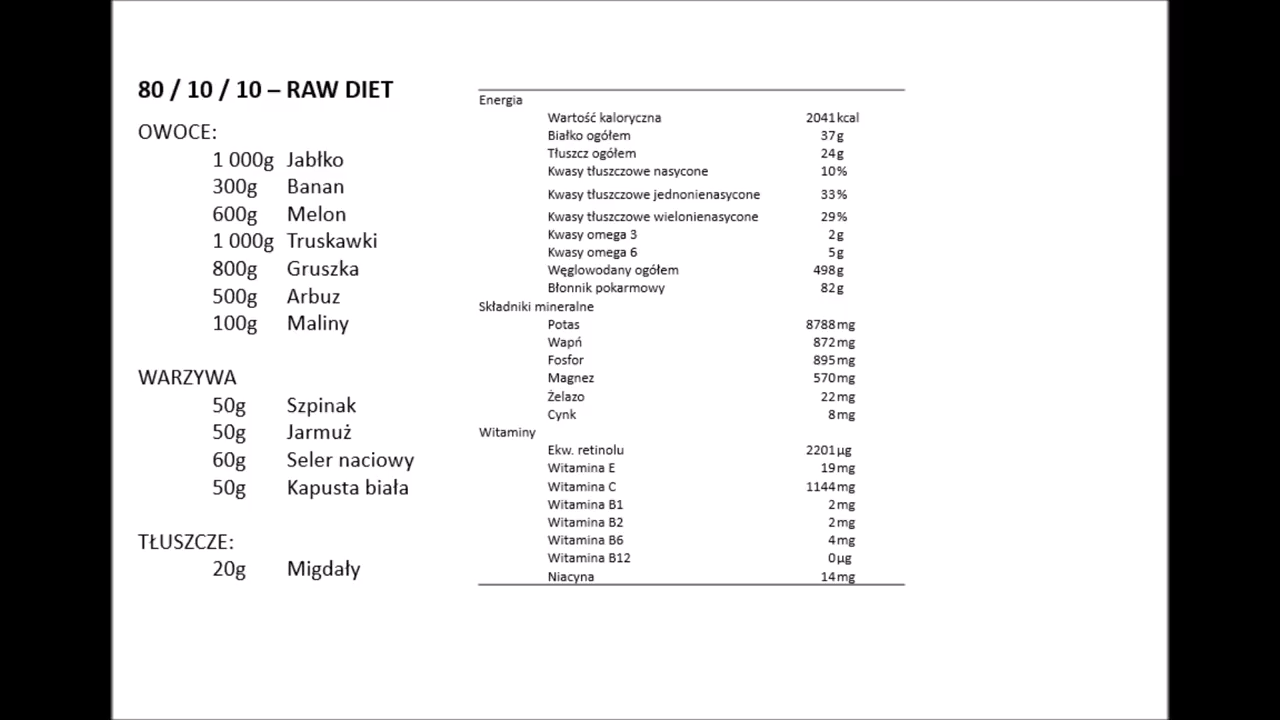 80 / 10 / 10 – RAW DIET
OWOCE:
1 000g Jabłko
300g Banan
600g Melon
1 000g Truskawki
800g Gruszka
500g Arbuz
100g Maliny
WARZYWA
50g Szpinak
50g Jarmuż
60g Seler naciowy
50g Kapusta biała
TŁUSZCZE:
20g Migdały
Energia
Wartość kaloryczna 2041 kcal
Białko ogółem 37 g
Tłuszcz ogółem 24 g
Kwasy tłuszczowe nasycone 10 %
Kwasy tłuszczowe jednonienasycone 33 %
Kwasy tłuszczowe wielonienasycone 29 %
Kwasy omega 3 2 g
Kwasy omega 6 5 g
Węglowodany ogółem 498 g
Błonnik pokarmowy 82 g
Składniki mineralne
Potas 8788 mg
Wapń 872 mg
Fosfor 895 mg
Magnez 570 mg
Żelazo 22 mg
Cynk 8 mg
Witaminy
Ekw. retinolu 2201 µg
Witamina E 19 mg
Witamina C 1144 mg
Witamina B1 2 mg
Witamina B2 2 mg
Witamina B6 4 mg
Witamina B12 0 µg
Niacyna 14 mg